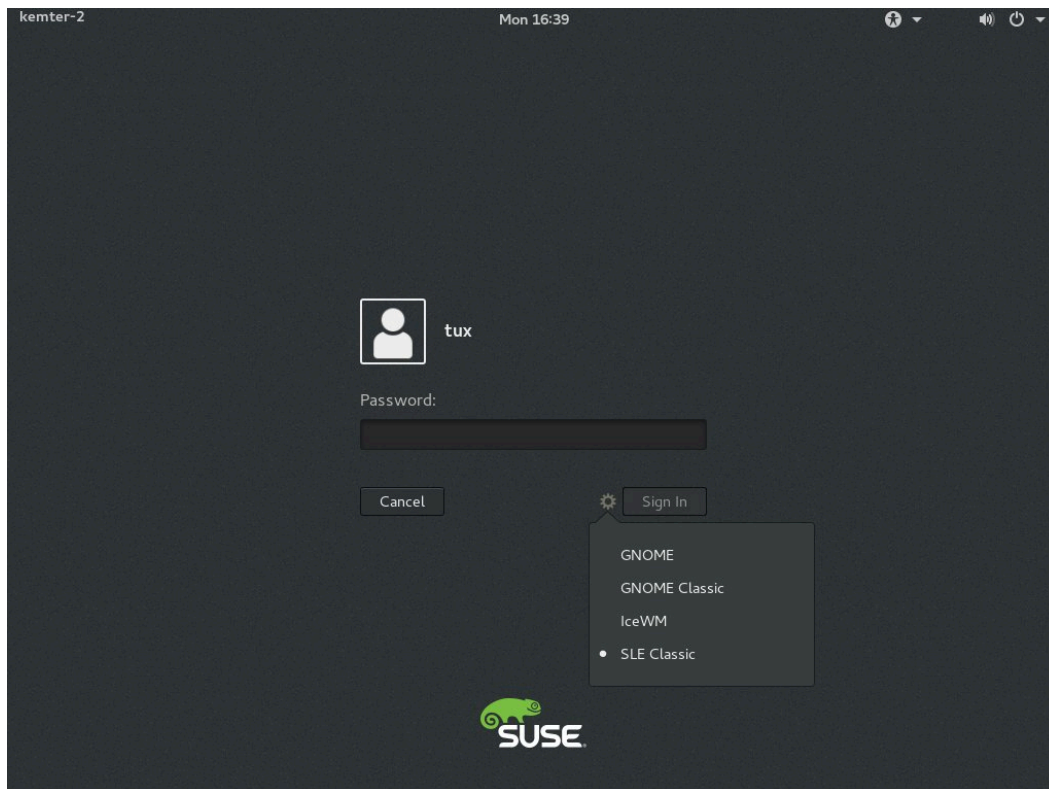 kemter-2
Mon 16:39
tux
Password:
Cancel
Sign In
GNOME
GNOME Classic
IceWM
SLE Classic
SUSE.